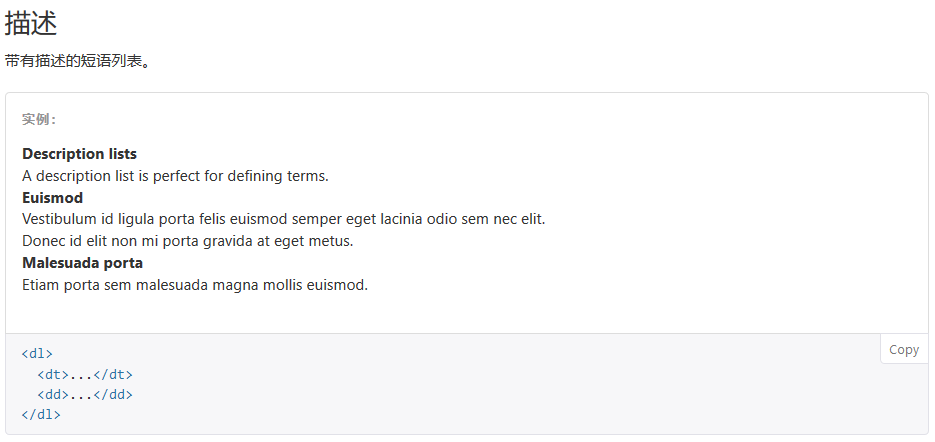 描述
带有描述的短语列表。
实例：
Description lists
A description list is perfect for defining terms.
Euismod
Vestibulum id ligula porta felis euismod semper eget lacinia odio sem nec elit.
Donec id elit non mi porta gravida at eget metus.
Malesuada porta
Etiam porta sem malesuada magna mollis euismod.
Copy
<dl>
  <dt>...</dt>
  <dd>...</dd>
</dl>